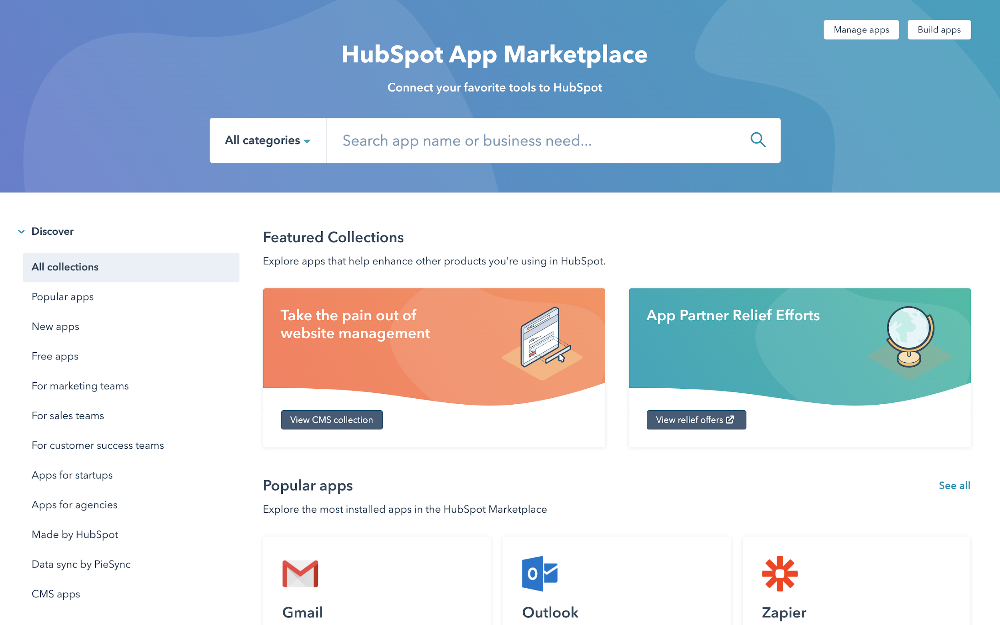 Manage apps
Build apps
HubSpot App Marketplace
Connect your favorite tools to HubSpot
All categories
Search app name or business need...
Discover
All collections
Popular apps
New apps
Free apps
For marketing teams
For sales teams
For customer success teams
Apps for startups
Apps for agencies
Made by HubSpot
Data sync by PieSync
CMS apps
Featured Collections
Explore apps that help enhance other products you're using in HubSpot.
Take the pain out of
website management
View CMS collection
App Partner Relief Efforts
View relief offers
Popular apps
See all
Explore the most installed apps in the HubSpot Marketplace
Gmail
Outlook
Zapier